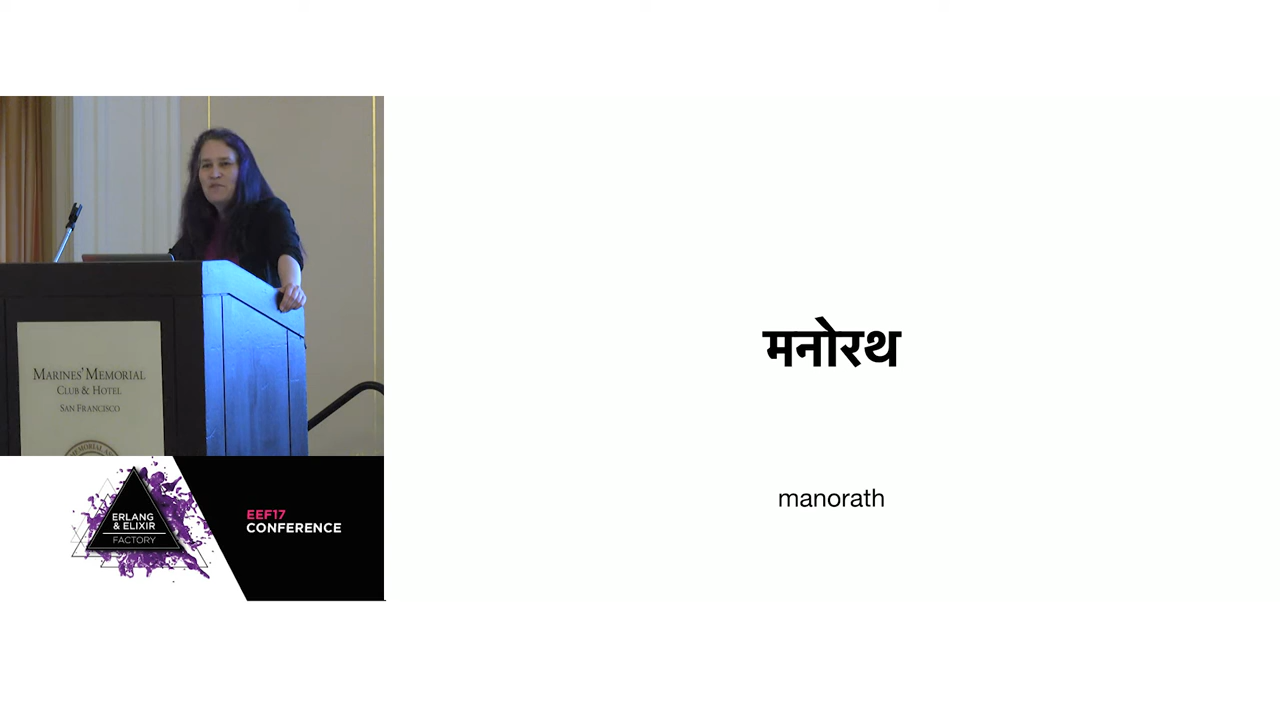 मनोरथ
manorath
MARINES' MEMORIAL
CLUB & HOTEL
SAN FRANCISCO
ERLANG
& ELIXIR
FACTORY
EEF17
CONFERENCE